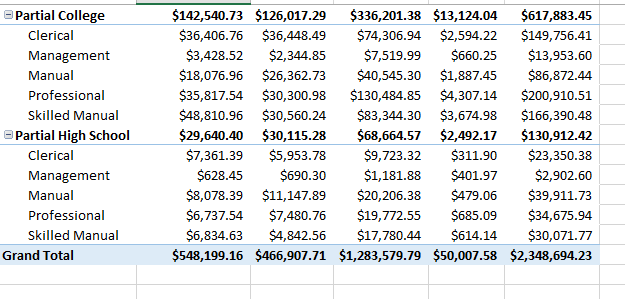 Partial College $142,540.73 $126,017.29 $336,201.38 $13,124.04 $617,883.45
Clerical $36,406.76 $36,448.49 $74,306.94 $2,594.22 $149,756.41
Management $3,428.52 $2,344.85 $7,519.99 $660.25 $13,953.60
Manual $18,076.96 $26,362.73 $40,545.30 $1,887.45 $86,872.44
Professional $35,817.54 $30,300.98 $130,484.85 $4,307.14 $200,910.51
Skilled Manual $48,810.96 $30,560.24 $83,344.30 $3,674.98 $166,390.48
Partial High School $29,640.40 $30,115.28 $68,664.57 $2,492.17 $130,912.42
Clerical $7,361.39 $5,953.78 $9,723.32 $311.90 $23,350.38
Management $628.45 $690.30 $1,181.88 $401.97 $2,902.60
Manual $8,078.39 $11,147.89 $20,206.38 $479.06 $39,911.73
Professional $6,737.54 $7,480.76 $19,772.55 $685.09 $34,675.94
Skilled Manual $6,834.63 $4,842.56 $17,780.44 $614.14 $30,071.77
Grand Total $548,199.16 $466,907.71 $1,283,579.79 $50,007.58 $2,348,694.23